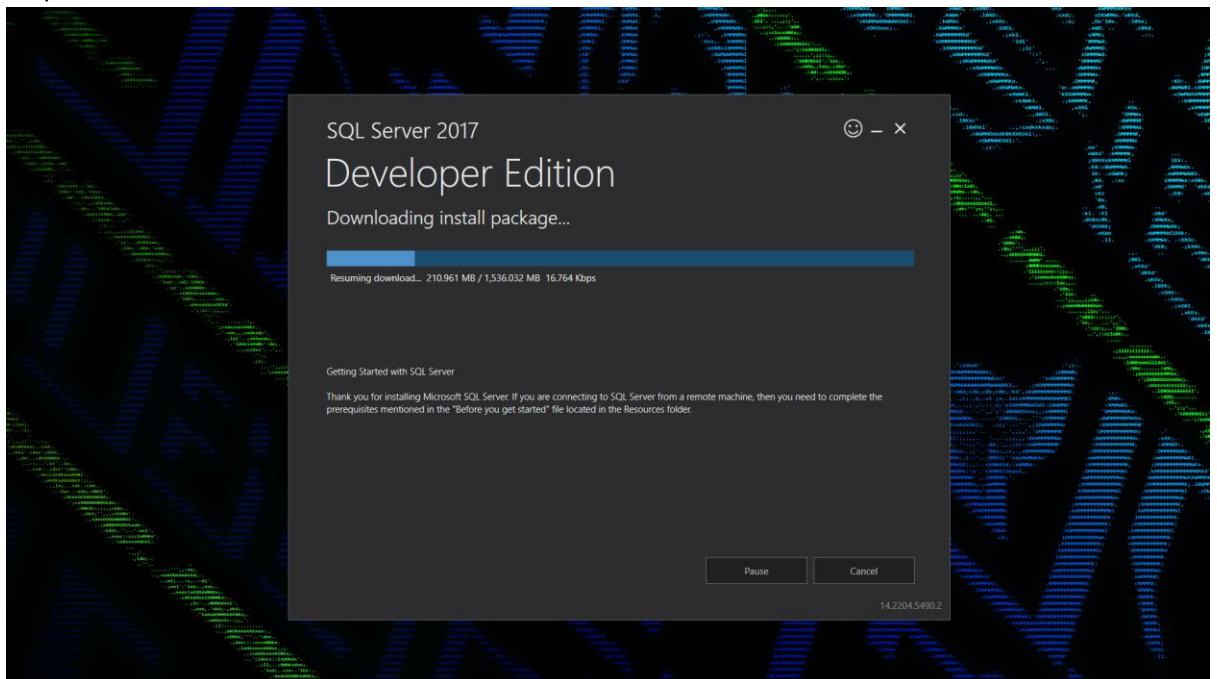 SQL Server 2017
Developer Edition
Downloading install package...
Resuming download... 210.961 MB / 1,536.032 MB 16.764 Kbps
Getting Started with SQL Server
Thank you for installing Microsoft SQL Server. If you are connecting to SQL Server from a remote machine, then you need to complete the
prerequisites mentioned in the "Before you get started" file located in the Resources folder.
Pause Cancel
14.2204.5490.2